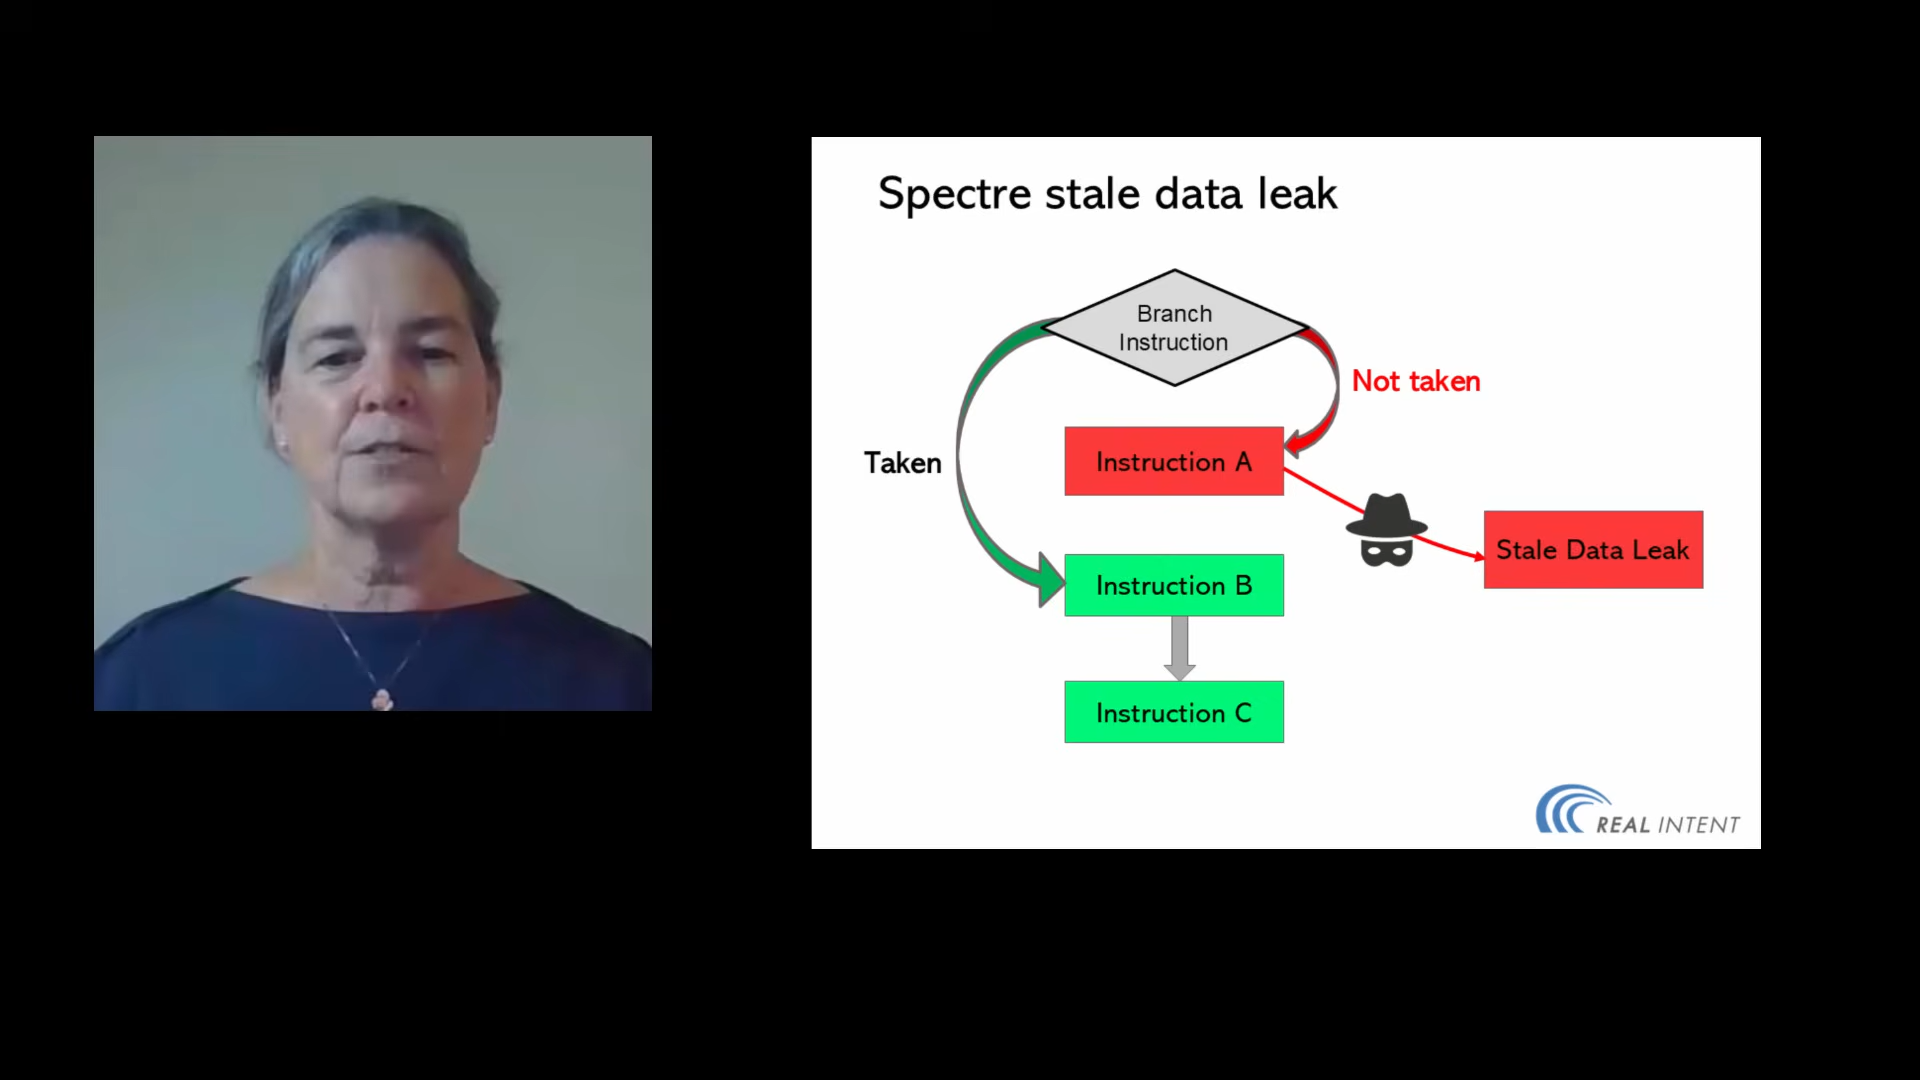 Spectre stale data leak
Branch
Instruction
Not taken
Taken
Instruction A
Stale Data Leak
Instruction B
Instruction C
REAL INTENT